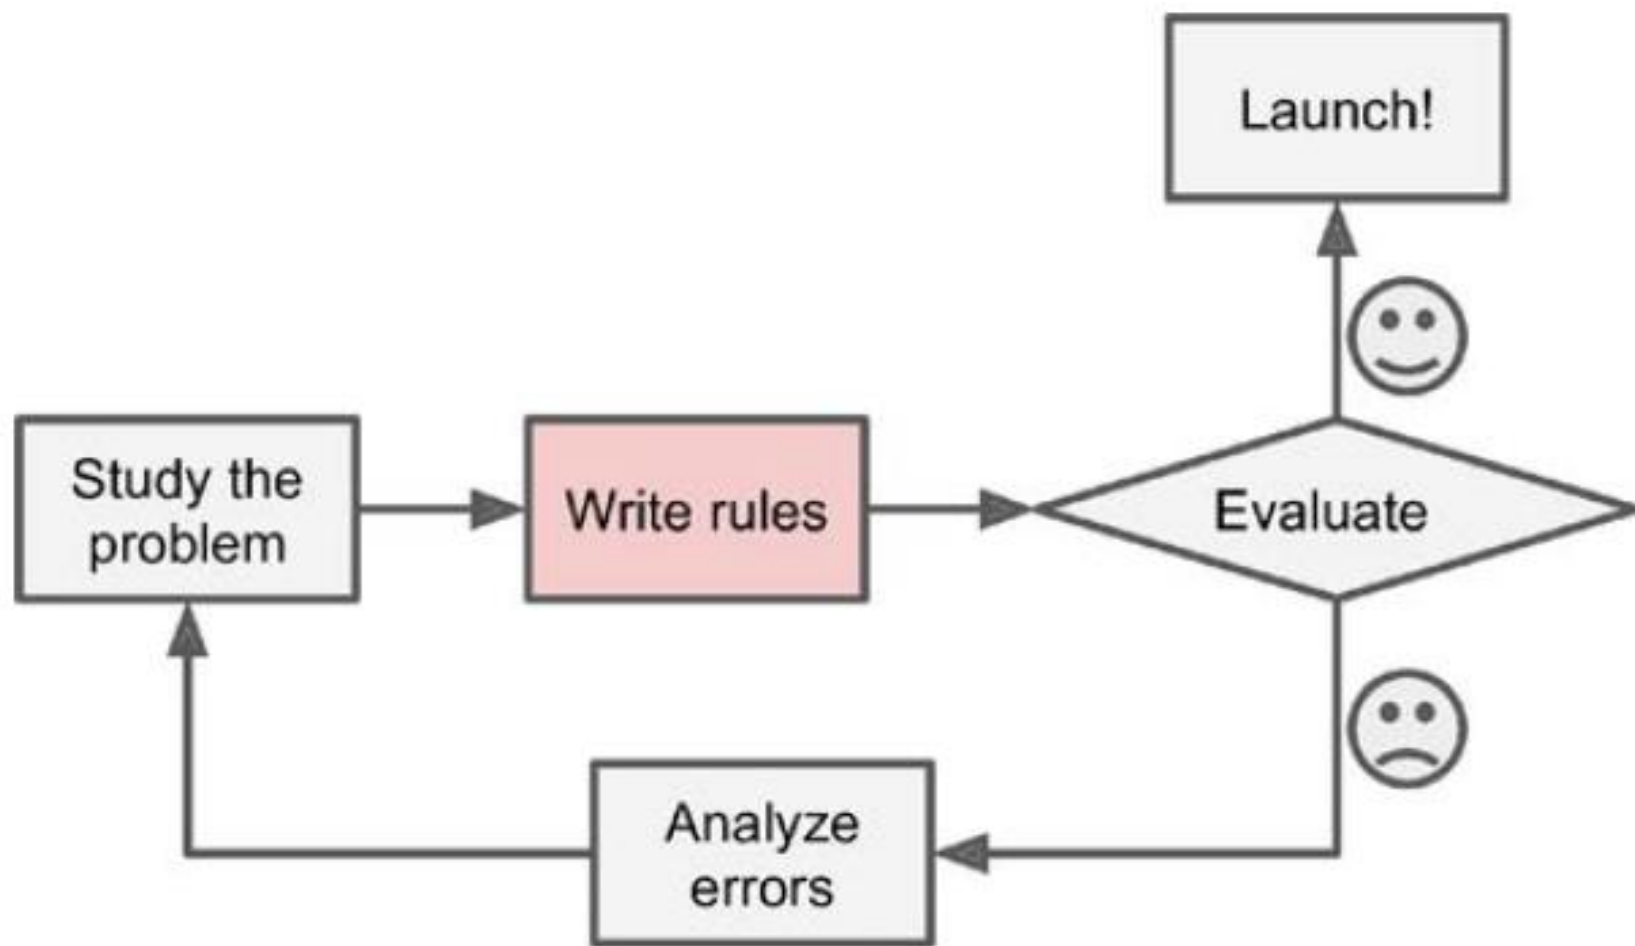 Launch!
Study the
problem
Write rules
Evaluate
Analyze
errors